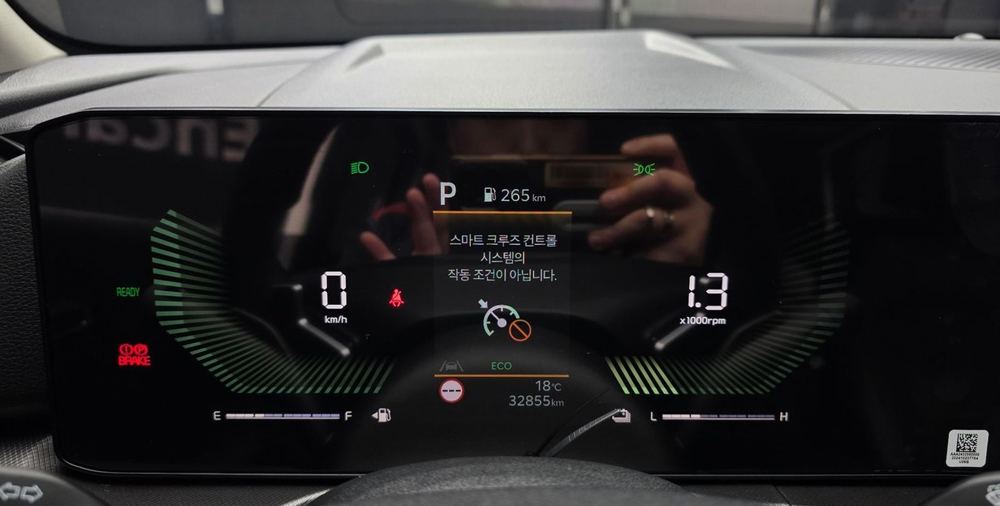 Encar
P
265 km
스마트 크루즈 컨트롤
시스템의
작동 조건이 아닙니다.
0
km/h
1.3
x1000rpm
READY
BRAKE
ECO
18°C
32855km
E
F
L
H